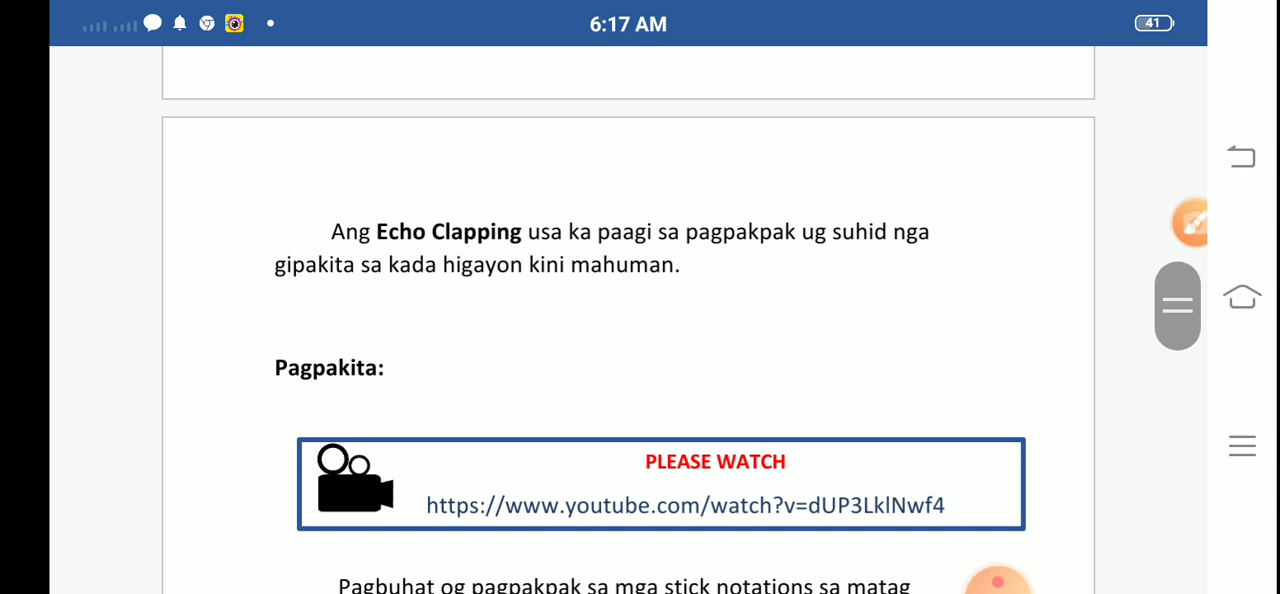 6:17 AM
41
Ang Echo Clapping usa ka paagi sa pagpakpak ug suhid nga
gipakita sa kada higayon kini mahuman.
Pagpakita:
PLEASE WATCH
https://www.youtube.com/watch?v=dUP3LklNwf4
Pagbuhat og pagpakpak sa mga stick notations sa matag